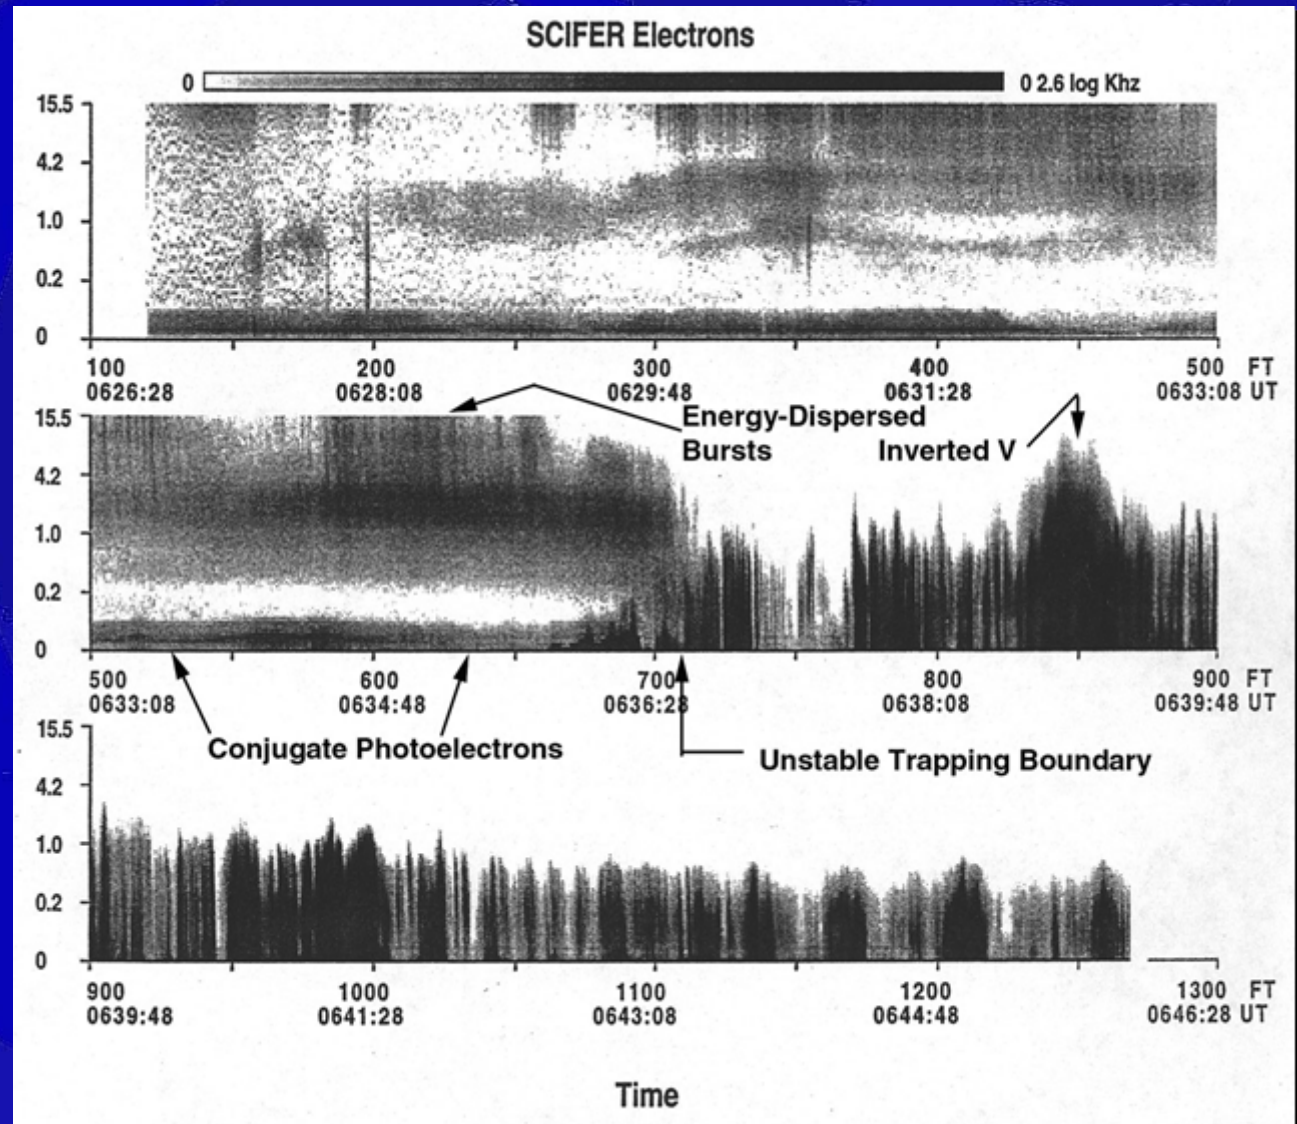 SCIFER Electrons
0 0 2.6 log Khz
15.5
4.2
1.0
0.2
0
100 200 300 400 500 FT
0626:28 0628:08 0629:48 0631:28 0633:08 UT
Energy-Dispersed
Bursts
Inverted V
15.5
4.2
1.0
0.2
0
500 600 700 800 900 FT
0633:08 0634:48 0636:28 0638:08 0639:48 UT
Conjugate Photoelectrons
Unstable Trapping Boundary
15.5
4.2
1.0
0.2
0
900 1000 1100 1200 1300 FT
0639:48 0641:28 0643:08 0644:48 0646:28 UT
Time